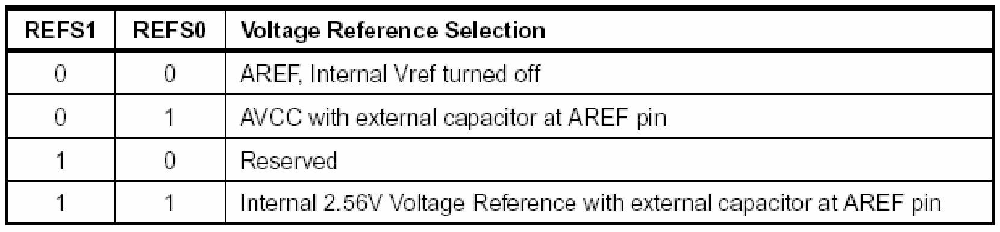 REFS1 REFS0 Voltage Reference Selection
0 0 AREF, Internal Vref turned off
0 1 AVCC with external capacitor at AREF pin
1 0 Reserved
1 1 Internal 2.56V Voltage Reference with external capacitor at AREF pin